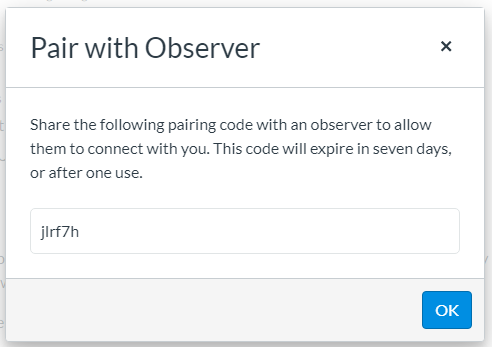 Pair with Observer ×
Share the following pairing code with an observer to allow
them to connect with you. This code will expire in seven days,
or after one use.
jlrf7h
OK